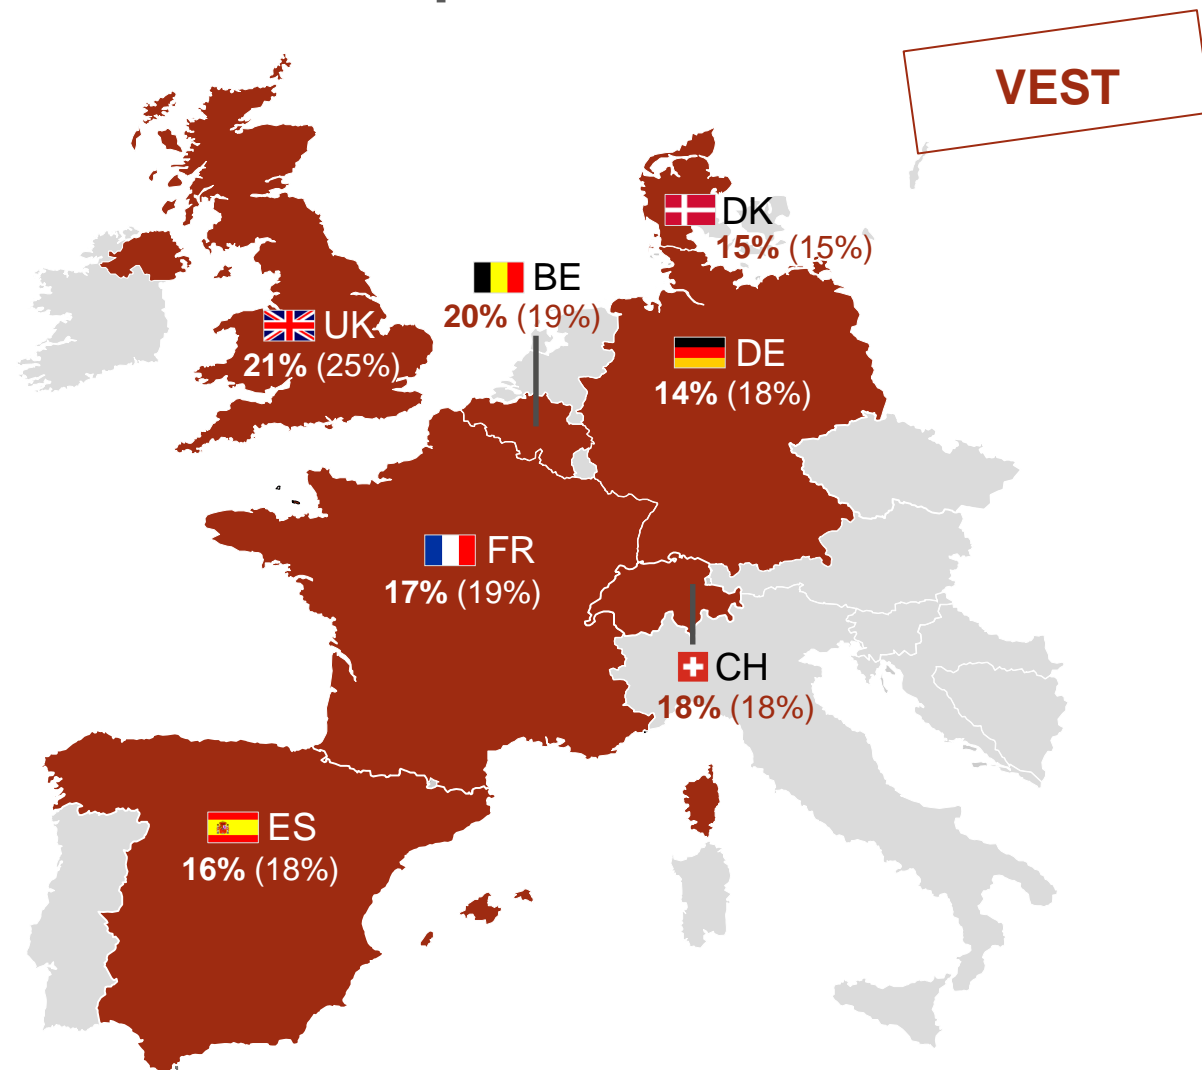 VEST
DK
15% (15%)
BE
20% (19%)
UK
21% (25%)
DE
14% (18%)
FR
17% (19%)
CH
18% (18%)
ES
16% (18%)